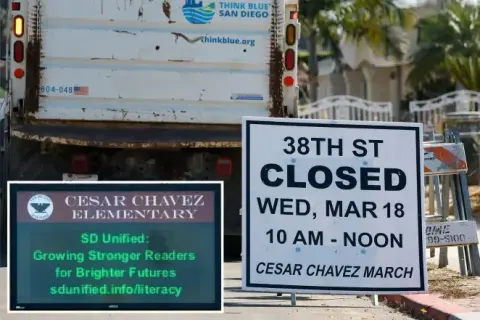 THINK BLUE
SAN DIEGO
thinkblue.org
804-048
38TH ST
CLOSED
WED, MAR 18
10 AM - NOON
CESAR CHAVEZ MARCH
CESAR CHAVEZ
ELEMENTARY
SD Unified:
Growing Stronger Readers
for Brighter Futures
sdunified.info/literacy